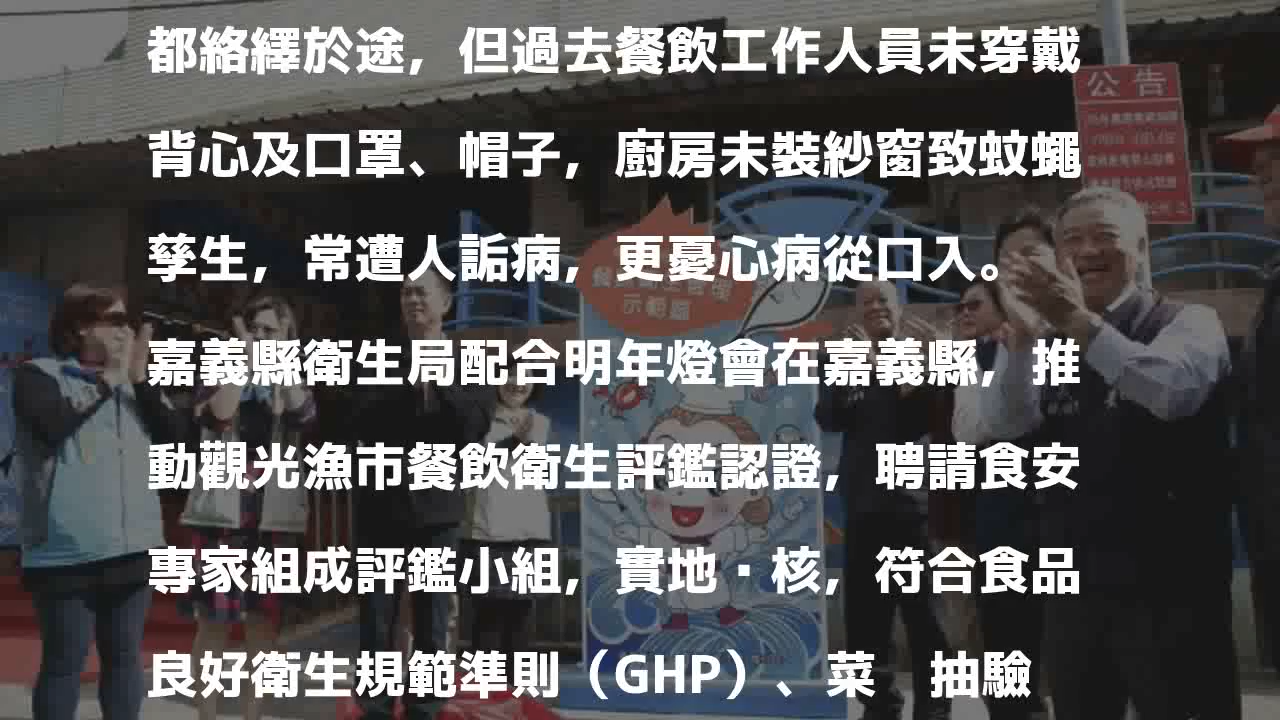 都絡繹於途，但過去餐飲工作人員未穿戴
背心及口罩、帽子，廚房未裝紗窗致蚊蠅
孳生，常遭人詬病，更憂心病從口入。
嘉義縣衛生局配合明年燈會在嘉義縣，推
動觀光漁市餐飲衛生評鑑認證，聘請食安
專家組成評鑑小組，實地▪核，符合食品
良好衛生規範準則（GHP）、菜　抽驗
公告
示範廳